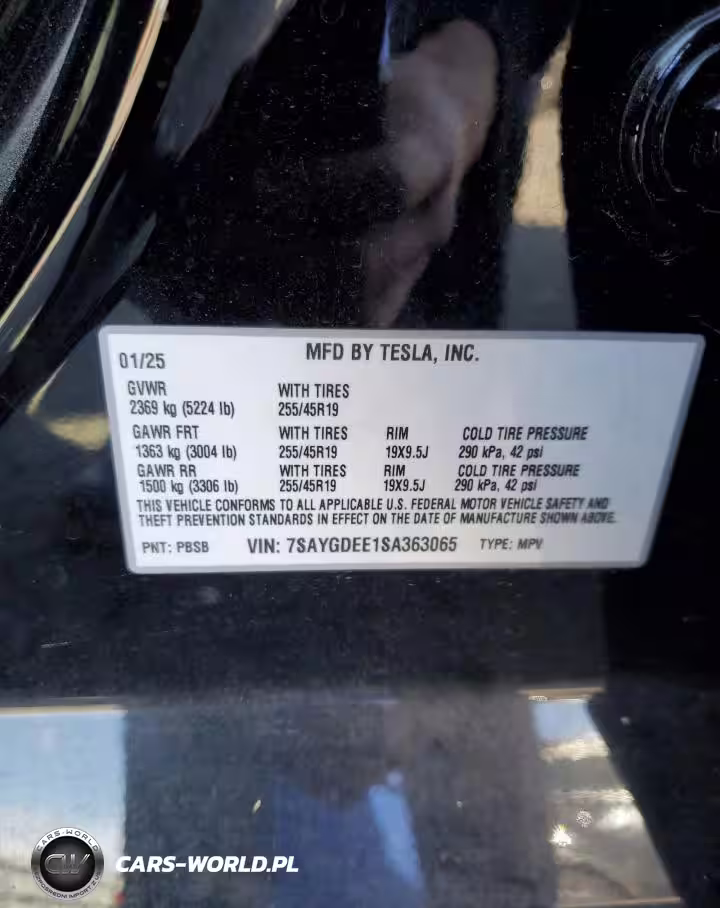 01/25 MFD BY TESLA, INC.
GVWR WITH TIRES
2369 kg (5224 lb) 255/45R19
GAWR FRT WITH TIRES RIM COLD TIRE PRESSURE
1363 kg (3004 lb) 255/45R19 19X9.5J 290 kPa, 42 psi
GAWR RR WITH TIRES RIM COLD TIRE PRESSURE
1500 kg (3306 lb) 255/45R19 19X9.5J 290 kPa, 42 psi
THIS VEHICLE CONFORMS TO ALL APPLICABLE U.S. FEDERAL MOTOR VEHICLE SAFETY AND
THEFT PREVENTION STANDARDS IN EFFECT ON THE DATE OF MANUFACTURE SHOWN ABOVE.
PNT: PBSB VIN: 7SAYGDEE1SA363065 TYPE: MPV
CARS-WORLD
CW
CARS-WORLD.PL